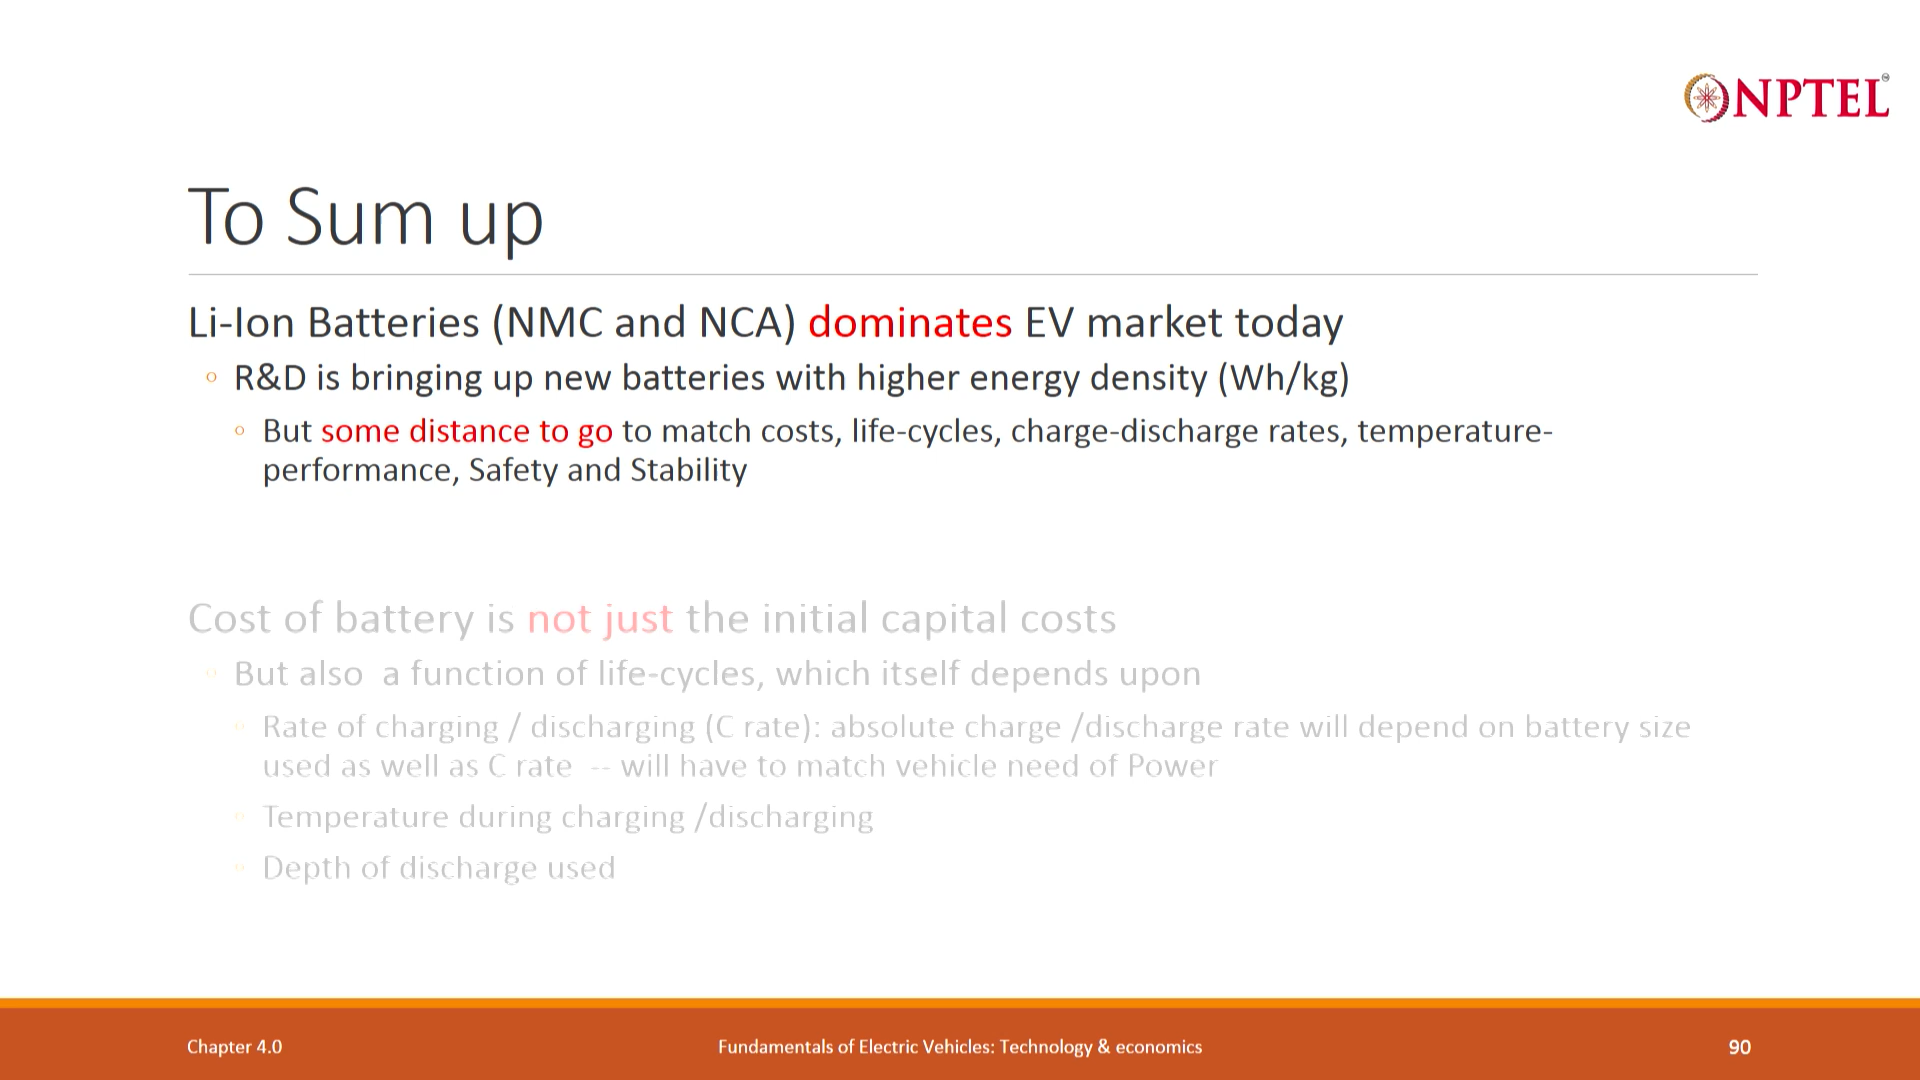 NPTEL
To Sum up
Li-Ion Batteries (NMC and NCA) dominates EV market today
R&D is bringing up new batteries with higher energy density (Wh/kg)
But some distance to go to match costs, life-cycles, charge-discharge rates, temperature-
performance, Safety and Stability
Cost of battery is not just the initial capital costs
But also a function of life-cycles, which itself depends upon
Rate of charging / discharging (C rate): absolute charge /discharge rate will depend on battery size
used as well as C rate -- will have to match vehicle need of Power
Temperature during charging /discharging
Depth of discharge used
Chapter 4.0
Fundamentals of Electric Vehicles: Technology & economics
90